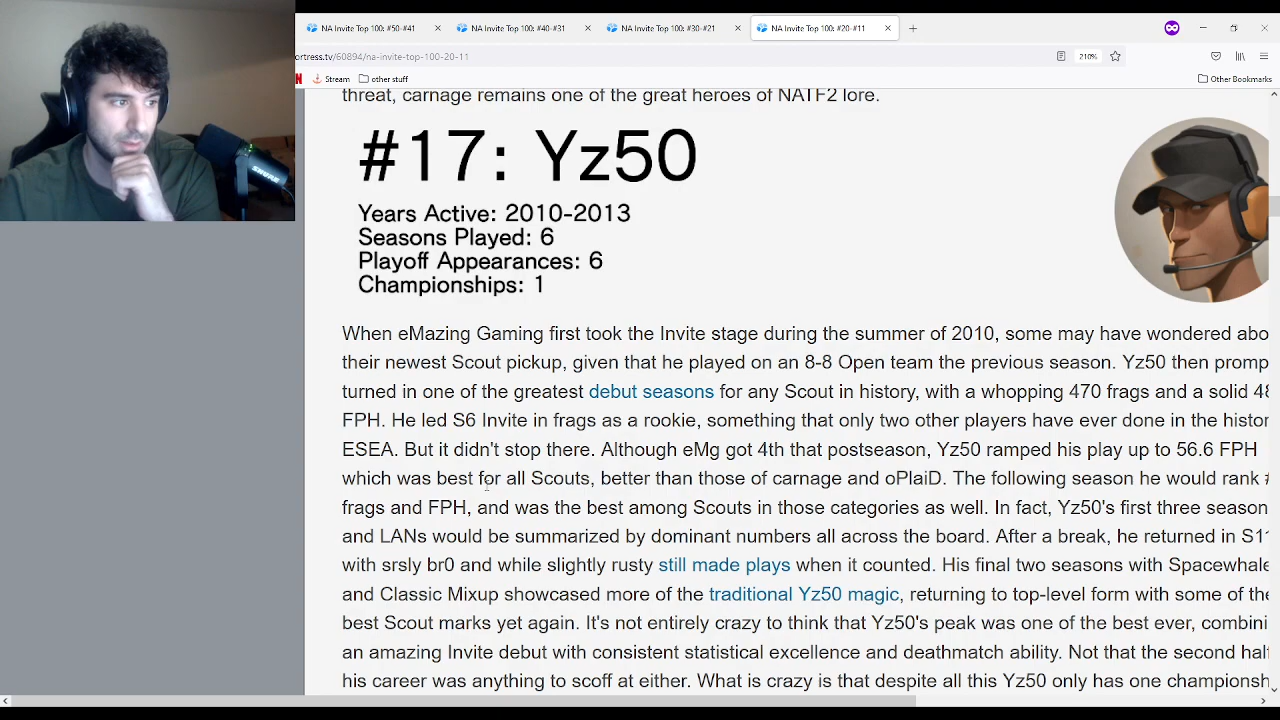 NA Invite Top 100: #50-#41
NA Invite Top 100: #40-#31
NA Invite Top 100: #30-#21
NA Invite Top 100: #20-#11
ortress.tv/60894/na-invite-top-100-20-11
210%
Stream
other stuff
Other Bookmarks
threat, carnage remains one of the great heroes of NATF2 lore.
#17: Yz50
Years Active: 2010-2013
Seasons Played: 6
Playoff Appearances: 6
Championships: 1
When eMazing Gaming first took the Invite stage during the summer of 2010, some may have wondered abo
their newest Scout pickup, given that he played on an 8-8 Open team the previous season. Yz50 then promp
turned in one of the greatest debut seasons for any Scout in history, with a whopping 470 frags and a solid 48
FPH. He led S6 Invite in frags as a rookie, something that only two other players have ever done in the histor
ESEA. But it didn't stop there. Although eMg got 4th that postseason, Yz50 ramped his play up to 56.6 FPH
which was best for all Scouts, better than those of carnage and oPlaiD. The following season he would rank #
frags and FPH, and was the best among Scouts in those categories as well. In fact, Yz50's first three season
and LANs would be summarized by dominant numbers all across the board. After a break, he returned in S11
with srsly br0 and while slightly rusty still made plays when it counted. His final two seasons with Spacewhale
and Classic Mixup showcased more of the traditional Yz50 magic, returning to top-level form with some of the
best Scout marks yet again. It's not entirely crazy to think that Yz50's peak was one of the best ever, combini
an amazing Invite debut with consistent statistical excellence and deathmatch ability. Not that the second half
his career was anything to scoff at either. What is crazy is that despite all this Yz50 only has one championsh
SHURE